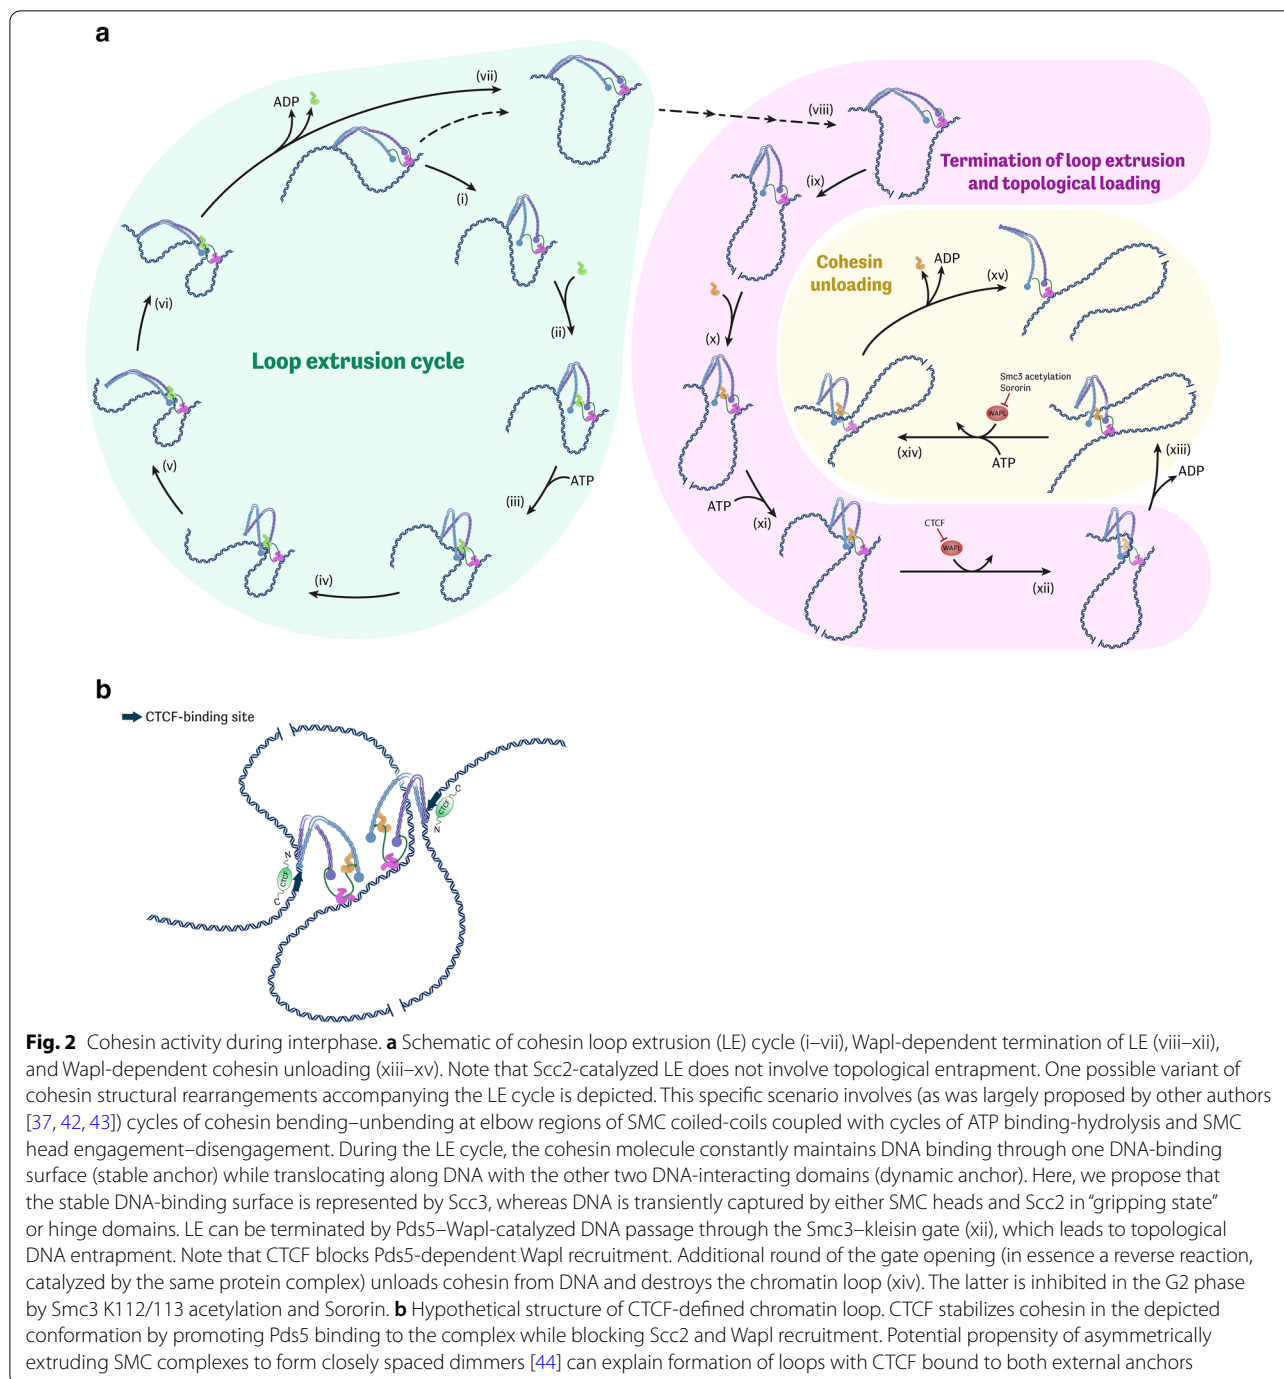 a
(vii)
ADP
(viii)
(i)
(ix)
Termination of loop extrusion
and topological loading
(ii)
Cohesin
unloading
ADP
(xv)
(vi)
(x)
Loop extrusion cycle
Smc3 acetylation
Sororin
WAPL
(xiv)
ATP
(xiii)
ADP
(v)
(iii)
ATP
ATP
(xi)
CTCF
WAPL
(iv)
(xii)
b
CTCF-binding site
C
CTCF
N
N
CTCF
C
Fig. 2 Cohesin activity during interphase. a Schematic of cohesin loop extrusion (LE) cycle (i–vii), Wapl-dependent termination of LE (viii–xii),
and Wapl-dependent cohesin unloading (xiii–xv). Note that Scc2-catalyzed LE does not involve topological entrapment. One possible variant of
cohesin structural rearrangements accompanying the LE cycle is depicted. This specific scenario involves (as was largely proposed by other authors
[37, 42, 43]) cycles of cohesin bending–unbending at elbow regions of SMC coiled-coils coupled with cycles of ATP binding-hydrolysis and SMC
head engagement–disengagement. During the LE cycle, the cohesin molecule constantly maintains DNA binding through one DNA-binding
surface (stable anchor) while translocating along DNA with the other two DNA-interacting domains (dynamic anchor). Here, we propose that
the stable DNA-binding surface is represented by Scc3, whereas DNA is transiently captured by either SMC heads and Scc2 in “gripping state”
or hinge domains. LE can be terminated by Pds5–Wapl-catalyzed DNA passage through the Smc3–kleisin gate (xii), which leads to topological
DNA entrapment. Note that CTCF blocks Pds5-dependent Wapl recruitment. Additional round of the gate opening (in essence a reverse reaction,
catalyzed by the same protein complex) unloads cohesin from DNA and destroys the chromatin loop (xiv). The latter is inhibited in the G2 phase
by Smc3 K112/113 acetylation and Sororin. b Hypothetical structure of CTCF-defined chromatin loop. CTCF stabilizes cohesin in the depicted
conformation by promoting Pds5 binding to the complex while blocking Scc2 and Wapl recruitment. Potential propensity of asymmetrically
extruding SMC complexes to form closely spaced dimmers [44] can explain formation of loops with CTCF bound to both external anchors